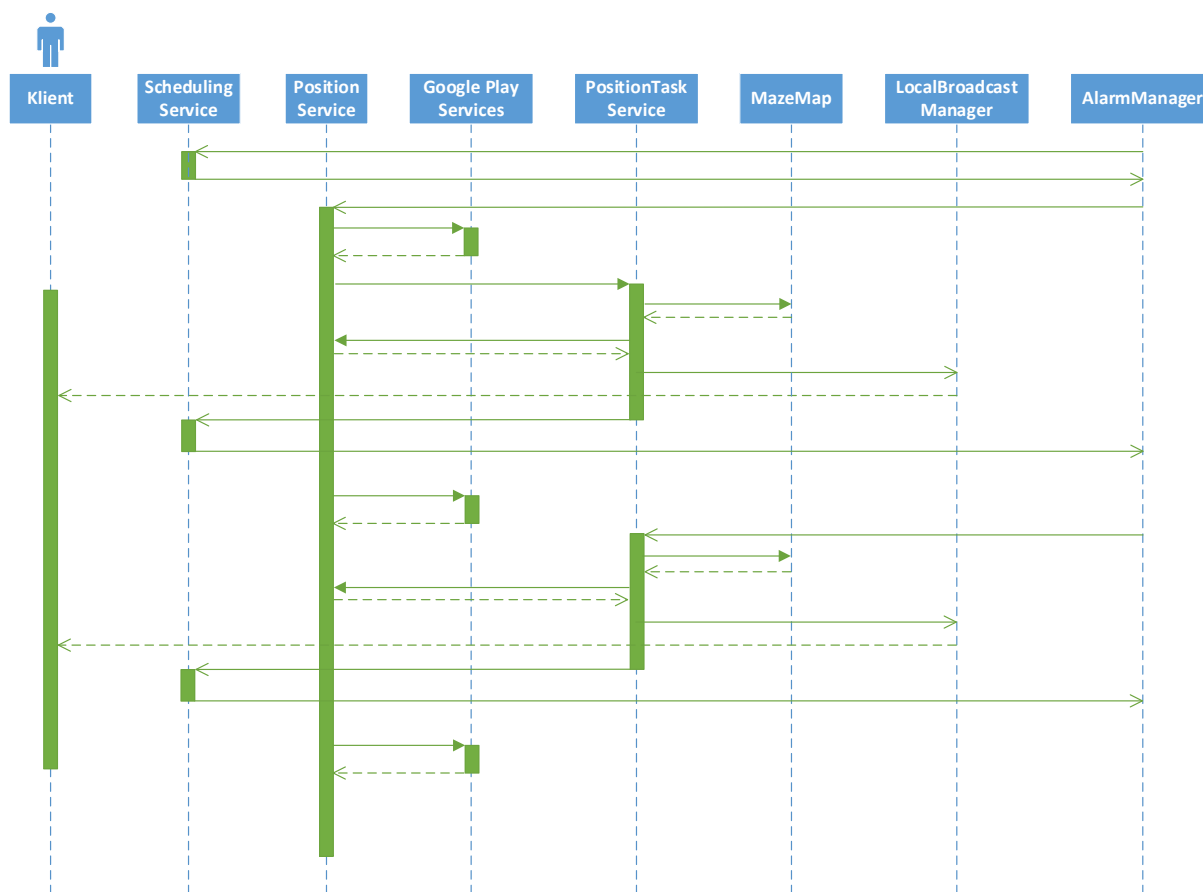 Klient
Scheduling
Service
Position
Service
Google Play
Services
PositionTask
Service
MazeMap
LocalBroadcast
Manager
AlarmManager